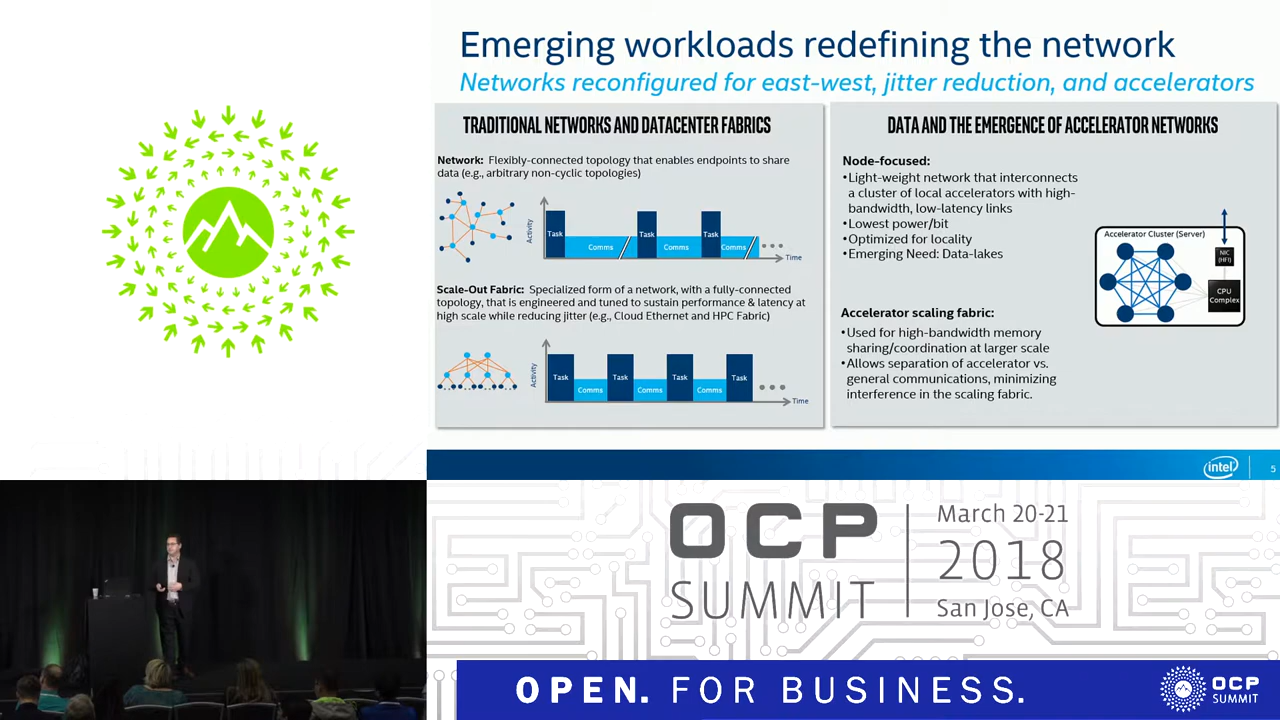 Emerging workloads redefining the network
Networks reconfigured for east-west, jitter reduction, and accelerators
TRADITIONAL NETWORKS AND DATACENTER FABRICS
Network: Flexibly-connected topology that enables endpoints to share
data (e.g., arbitrary non-cyclic topologies)
Activity
Task
Comms
Task
Comms
Task
Comms
Time
Scale-Out Fabric: Specialized form of a network, with a fully-connected
topology, that is engineered and tuned to sustain performance & latency at
high scale while reducing jitter (e.g., Cloud Ethernet and HPC Fabric)
Activity
Task
Comms
Task
Comms
Task
Comms
Task
Time
DATA AND THE EMERGENCE OF ACCELERATOR NETWORKS
Node-focused:
•Light-weight network that interconnects
a cluster of local accelerators with high-
bandwidth, low-latency links
•Lowest power/bit
•Optimized for locality
•Emerging Need: Data-lakes
Accelerator Cluster (Server)
NIC
(HFI)
CPU
Complex
Accelerator scaling fabric:
•Used for high-bandwidth memory
sharing/coordination at larger scale
•Allows separation of accelerator vs.
general communications, minimizing
interference in the scaling fabric.
intel
5
OCP
SUMMIT
March 20-21
2018
San Jose, CA
OPEN. FOR BUSINESS.
OCP
SUMMIT